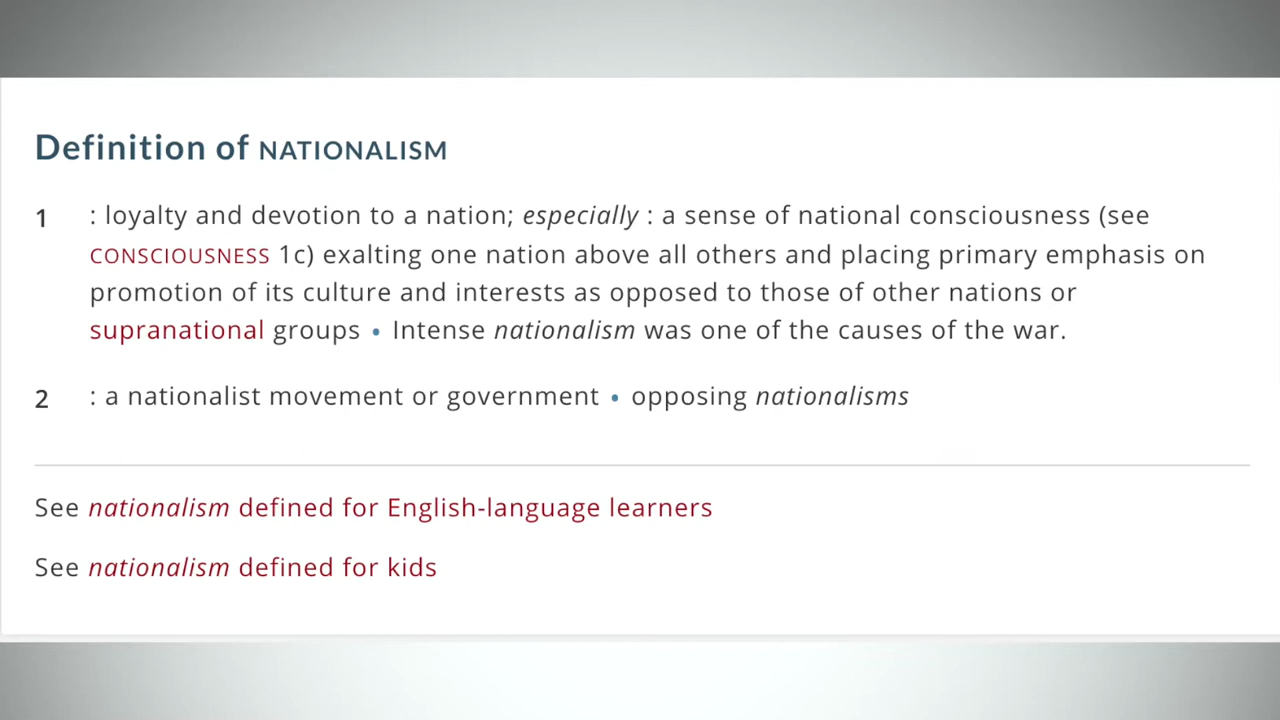 Definition of NATIONALISM
1 : loyalty and devotion to a nation; especially : a sense of national consciousness (see
CONSCIOUSNESS 1c) exalting one nation above all others and placing primary emphasis on
promotion of its culture and interests as opposed to those of other nations or
supranational groups • Intense nationalism was one of the causes of the war.
2 : a nationalist movement or government • opposing nationalisms
See nationalism defined for English-language learners
See nationalism defined for kids